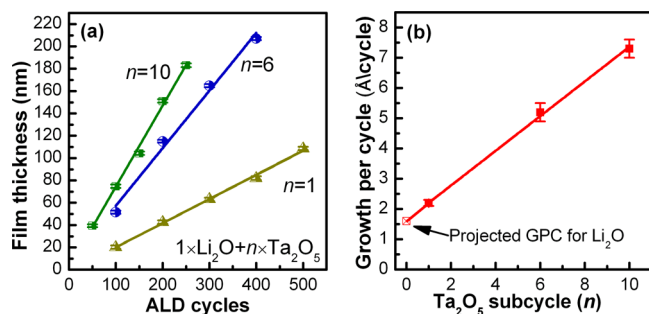 (a)
220
200
180
160
140
120
100
80
60
40
20
0
Film thickness (nm)
n=10
n=6
n=1
1×Li₂O+n×Ta₂O₅
0 100 200 300 400 500
ALD cycles
(b)
8
7
6
5
4
3
2
1
0
Growth per cycle (Å\cycle)
Projected GPC for Li₂O
0 2 4 6 8 10
Ta₂O₅ subcycle (n)